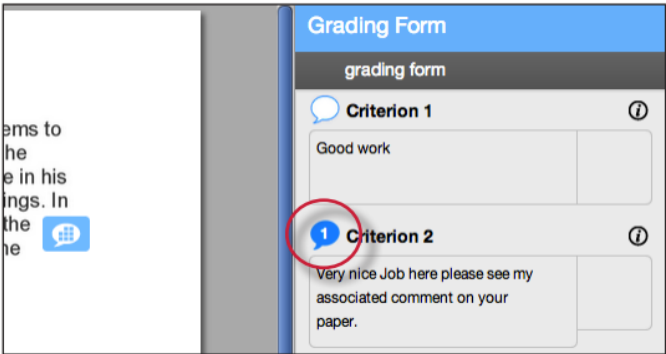 ems to
he
e in his
ings. In
the
ne
Grading Form
grading form
Criterion 1
Good work
1 Criterion 2
Very nice Job here please see my
associated comment on your
paper.